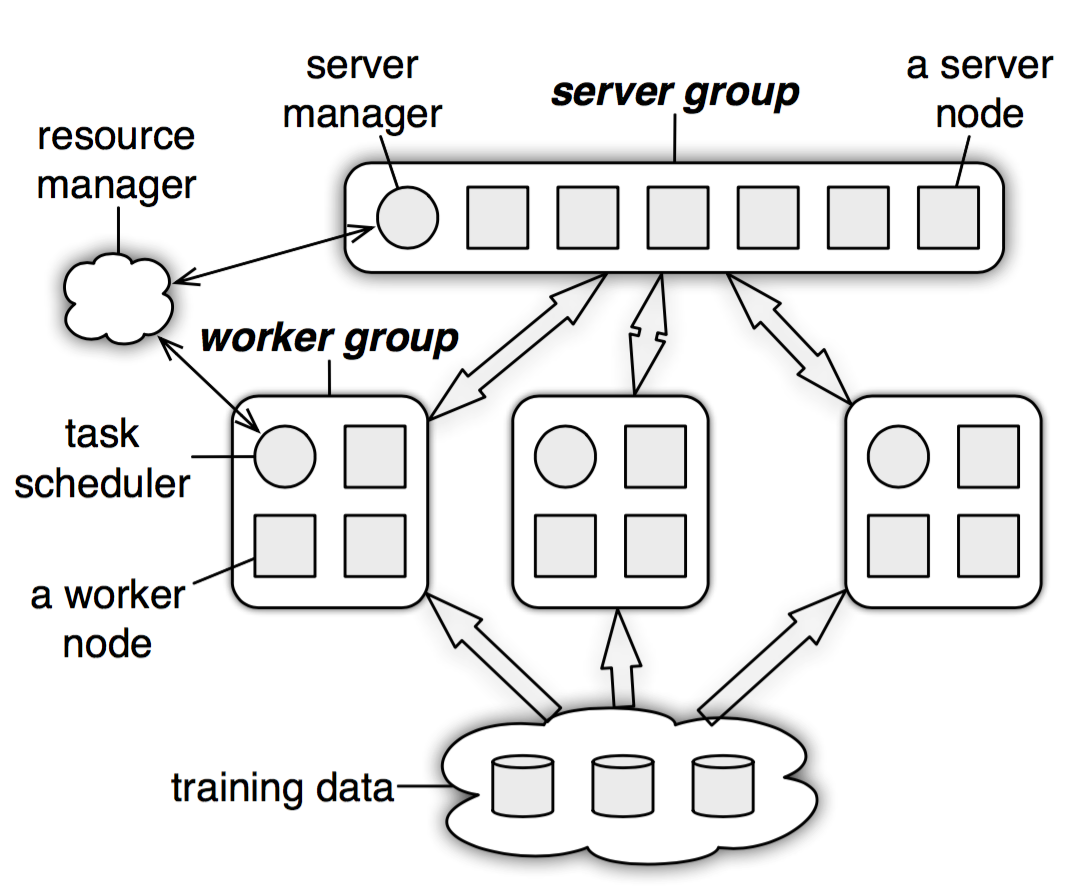 server
manager
server group
a server
node
resource
manager
worker group
task
scheduler
a worker
node
training data